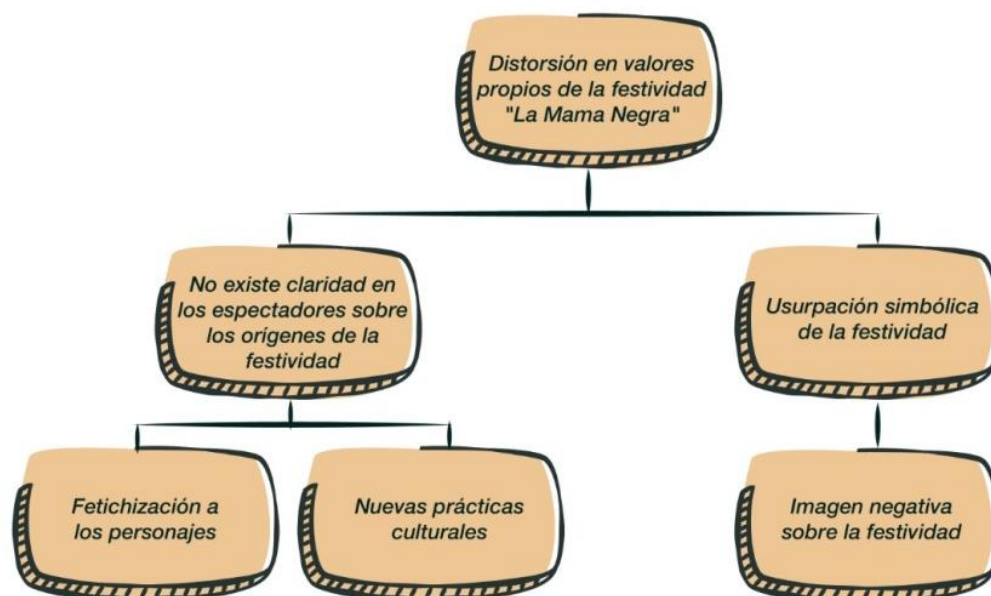 Distorsión en valores
propios de la festividad
"La Mama Negra"
No existe claridad en
los espectadores sobre
los orígenes de la
festividad
Usurpación simbólica
de la festividad
Fetichización a
los personajes
Nuevas prácticas
culturales
Imagen negativa
sobre la festividad